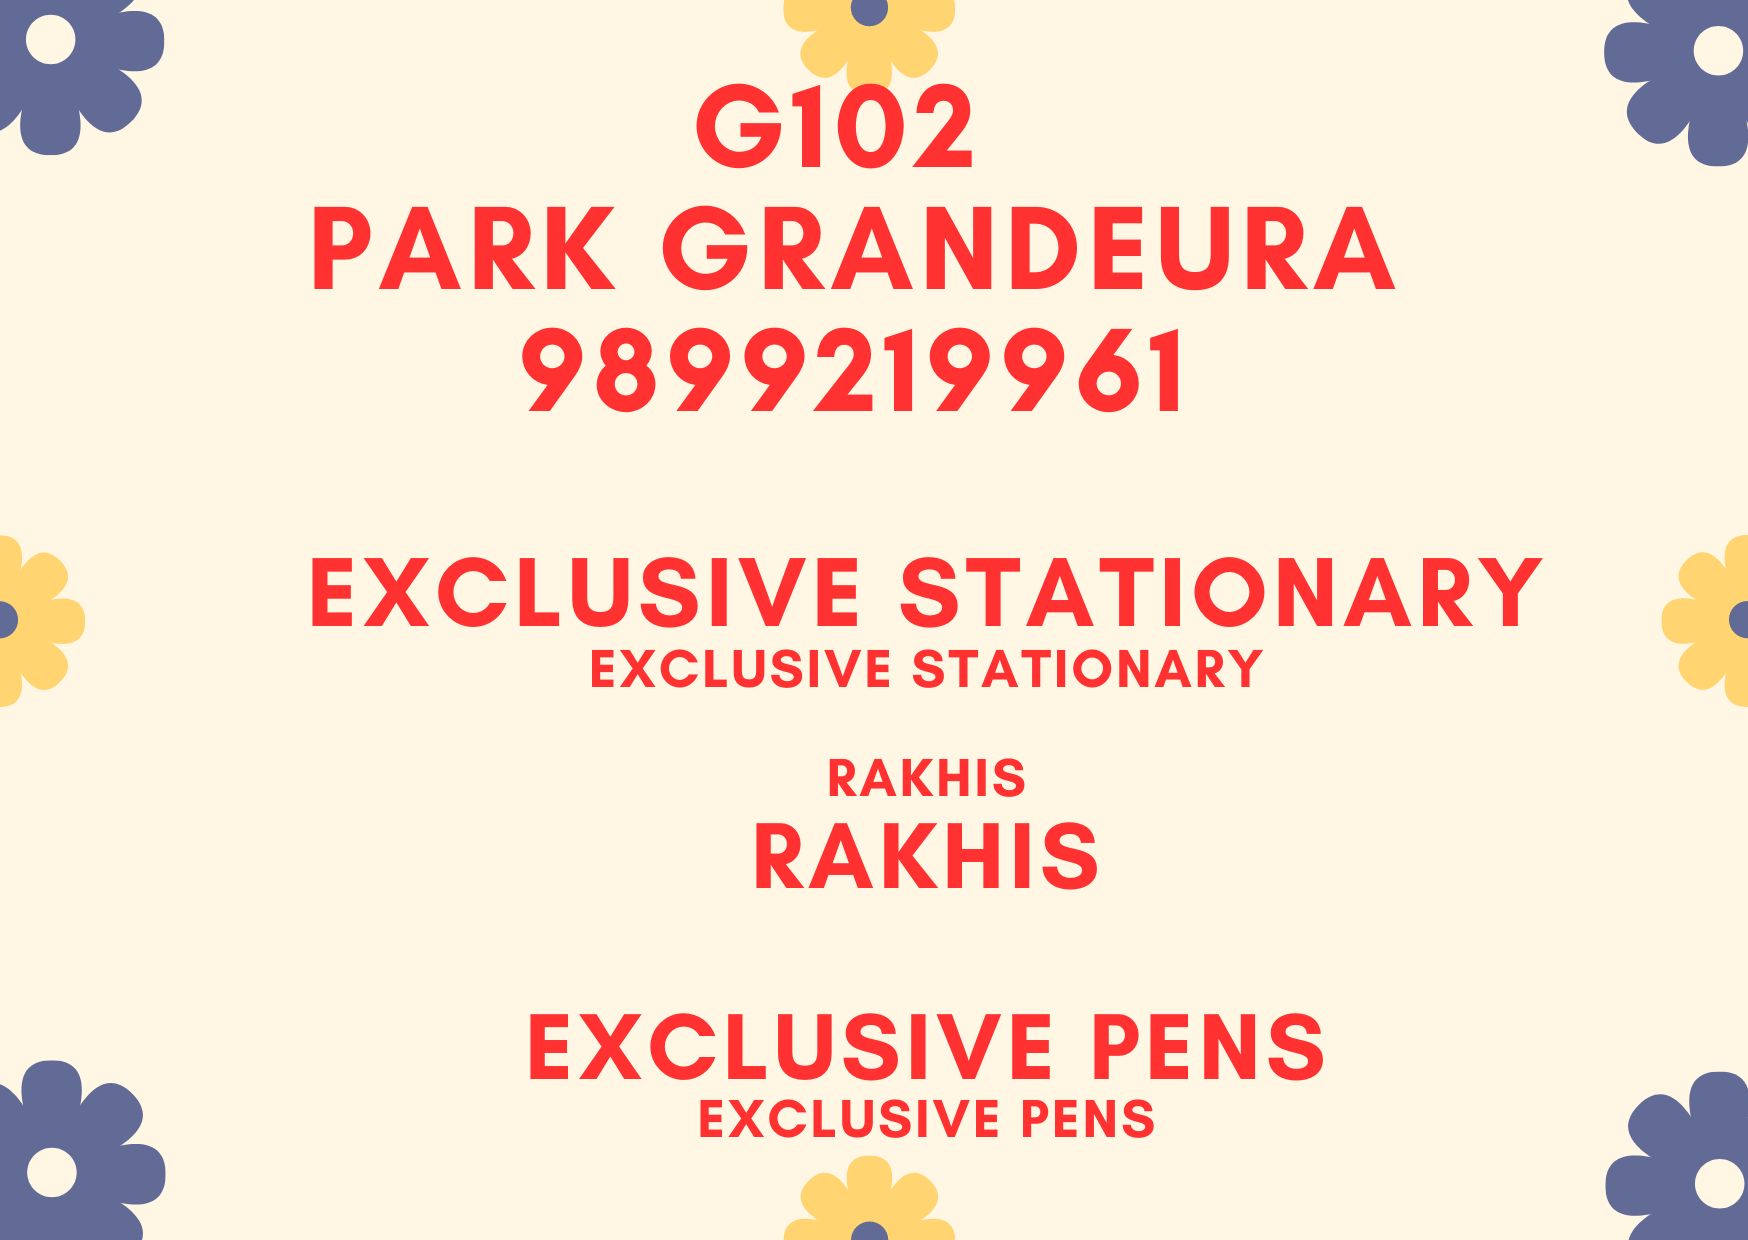 G102
PARK GRANDEURA
9899219961
EXCLUSIVE STATIONARY
EXCLUSIVE STATIONARY
RAKHIS
RAKHIS
EXCLUSIVE PENS
EXCLUSIVE PENS